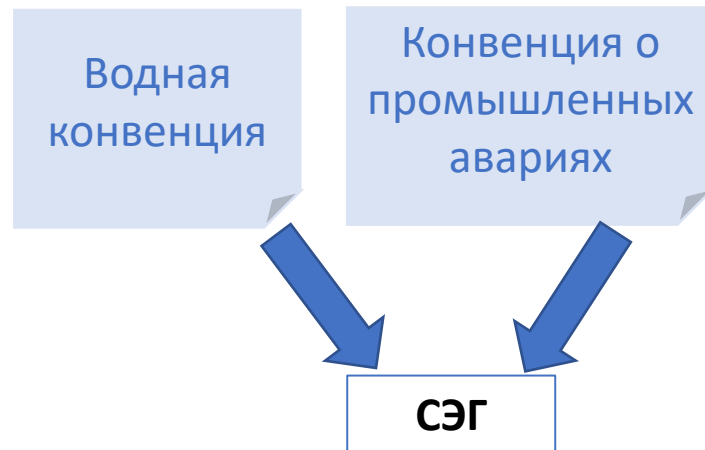 Водная
конвенция
Конвенция о
промышленных
авариях
СЭГ